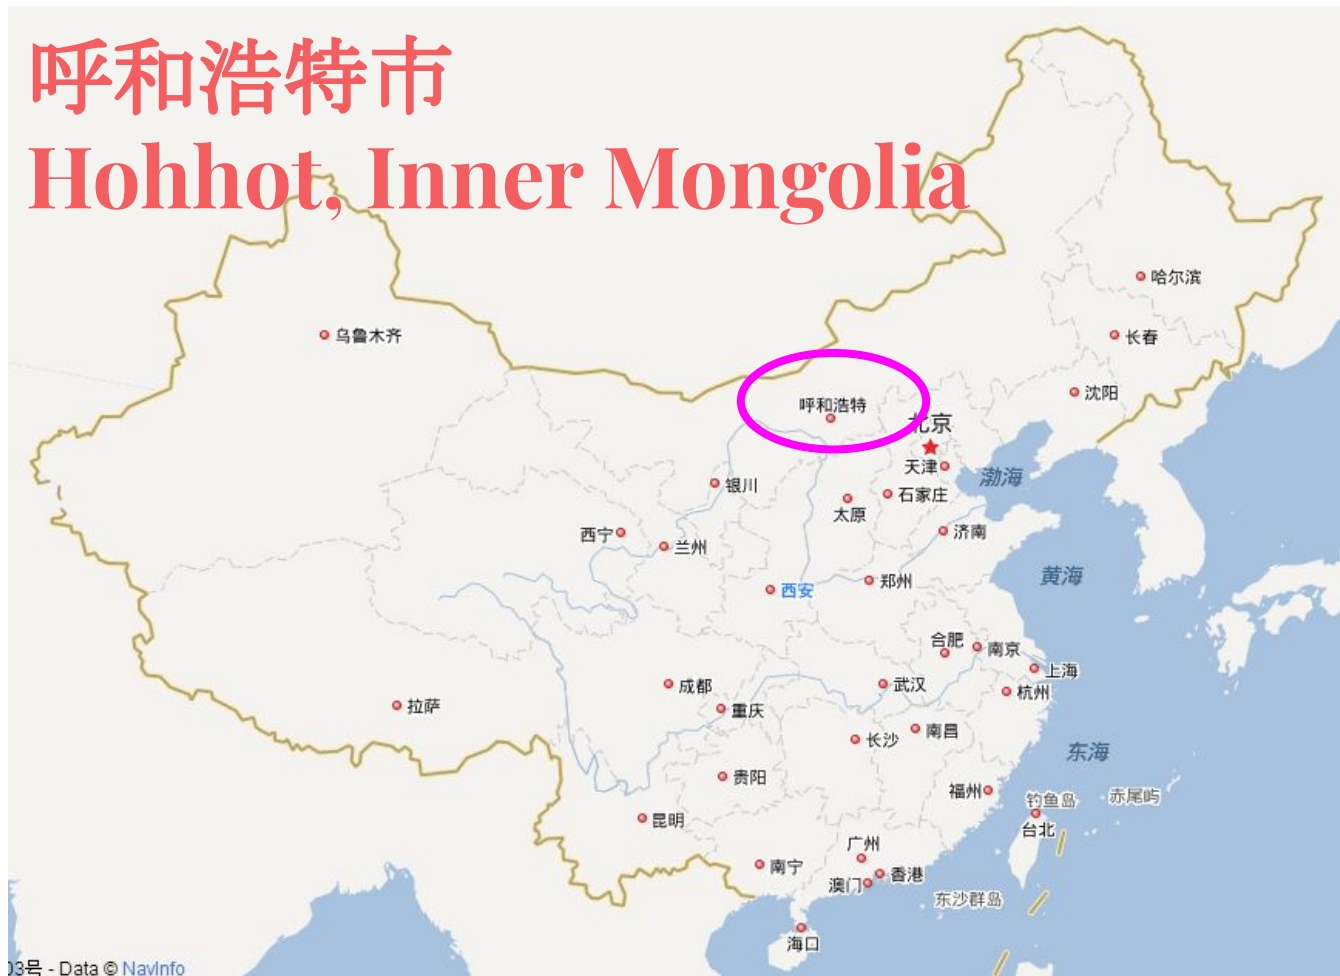 呼和浩特市
Hohhot, Inner Mongolia
哈尔滨
乌鲁木齐
长春
沈阳
呼和浩特
北京
天津
渤海
银川
石家庄
太原
西宁
兰州
济南
黄海
西安
郑州
合肥
南京
上海
成都
武汉
杭州
拉萨
重庆
长沙
南昌
东海
贵阳
福州
钓鱼岛
赤尾屿
昆明
台北
广州
南宁
香港
澳门
东沙群岛
海口
03号 - Data © NavInfo